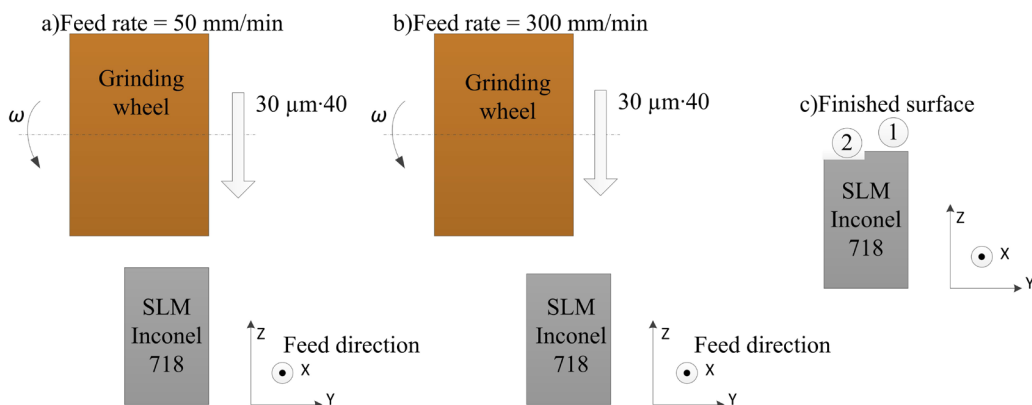 a)Feed rate = 50 mm/min
Grinding
wheel
ω
30 µm·40
SLM
Inconel
718
Z
Feed direction
X
Y
b)Feed rate = 300 mm/min
Grinding
wheel
ω
30 µm·40
SLM
Inconel
718
Z
Feed direction
X
Y
c)Finished surface
2
1
SLM
Inconel
718
Z
X
Y